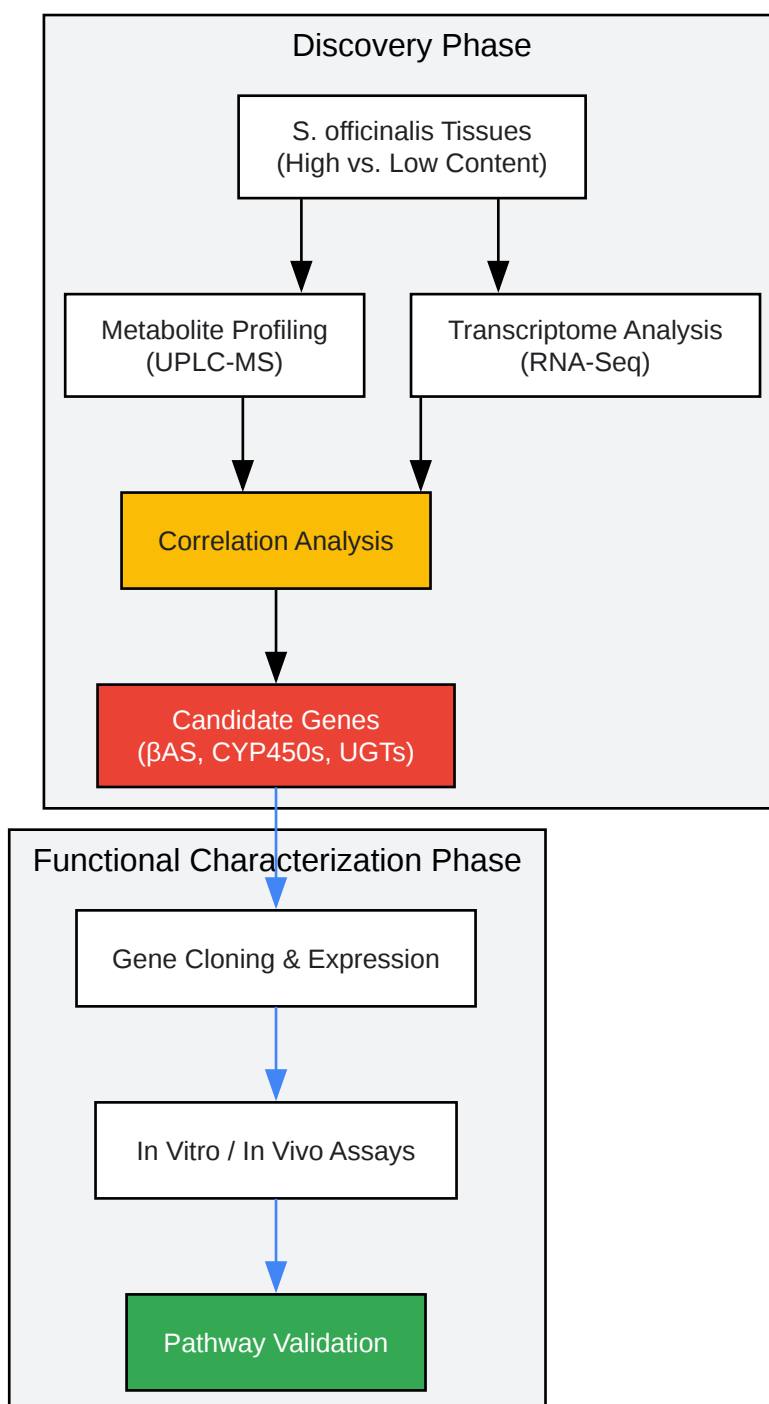 Discovery Phase
S. officinalis Tissues
(High vs. Low Content)
Metabolite Profiling
(UPLC-MS)
Transcriptome Analysis
(RNA-Seq)
Correlation Analysis
Candidate Genes
(βAS, CYP450s, UGTs)
Functional Characterization Phase
Gene Cloning & Expression
In Vitro / In Vivo Assays
Pathway Validation